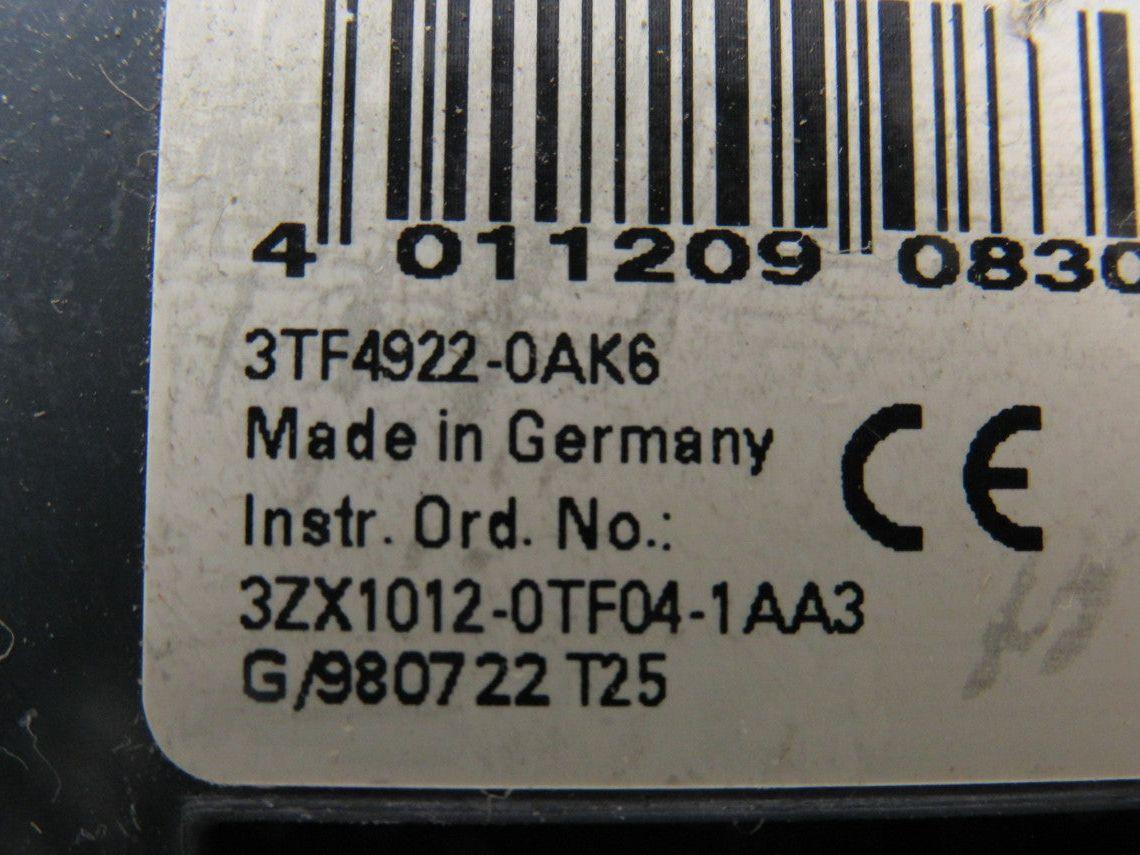 4 011209 0830
3TF4922-0AK6
Made in Germany
CE
Instr. Ord. No.:
3ZX1012-0TF04-1AA3
G/980722 T25